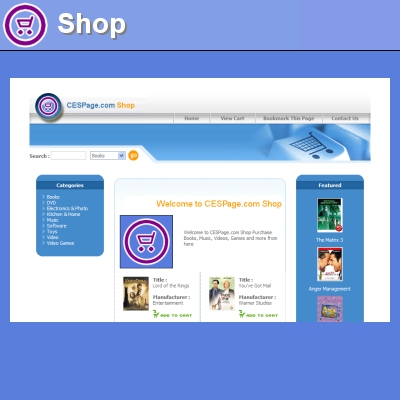 Shop
CESPage.com Shop
Home View Cart Bookmark This Page Contact Us
Search : Books go
Categories
Books
DVD
Electronics & Photo
Kitchen & Home
Music
Software
Toys
Video
Video Games
Welcome to CESPage.com Shop
Welcome to CESPage.com Shop Purchase
Books, Music, Videos, Games and more from
here.
Title :
Lord of the Rings
Manufacturer :
Entertainment
ADD TO CART
Title :
You've Got Mail
Manufacturer :
Warner Studios
ADD TO CART
Featured
The Matrix 3
Anger Management